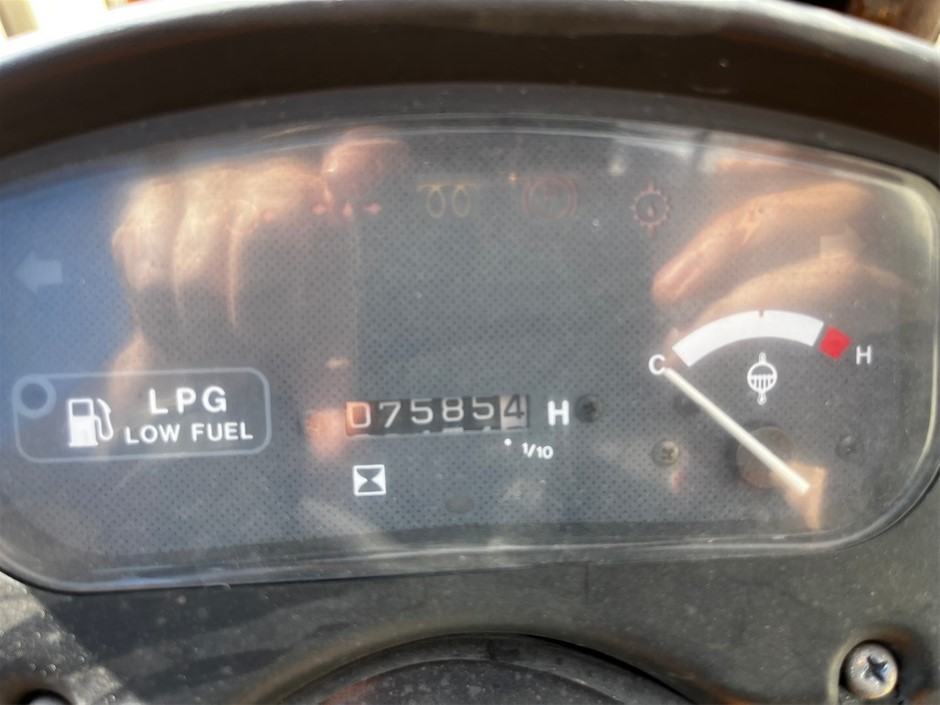 C
H
LPG
LOW FUEL
075854 H
1/10